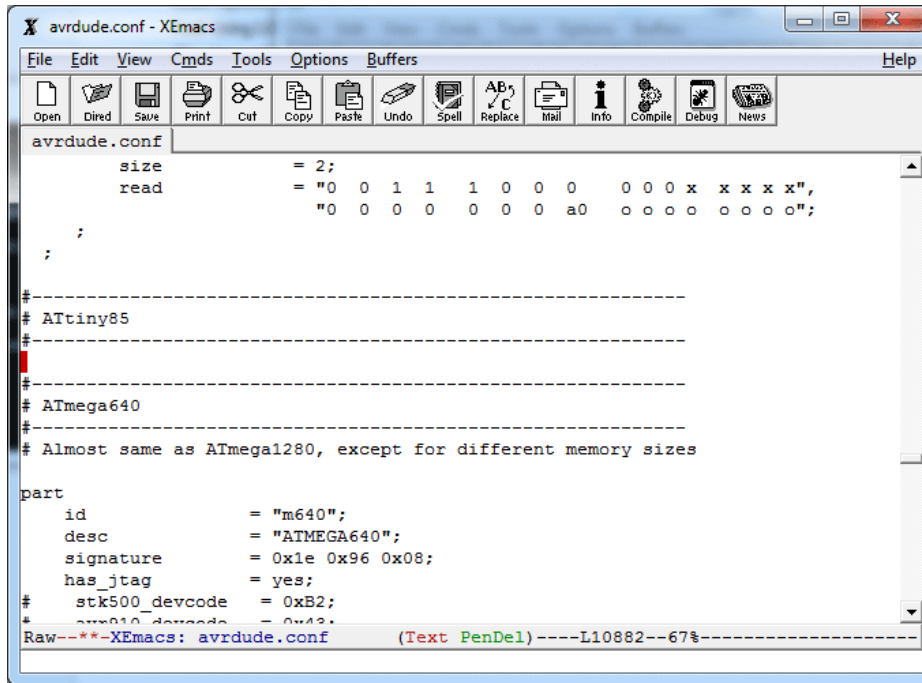 avrdude.conf - XEmacs
File Edit View Cmds Tools Options Buffers Help
Open Dired Save Print Cut Copy Paste Undo Spell Replace Mail Info Compile Debug News
avrdude.conf
size = 2;
read = "0 0 1 1 1 0 0 0 0 0 0 x x x x x",
"0 0 0 0 0 0 0 a0 o o o o o o o o";
;
;
#------------------------------------------------------------
# ATtiny85
#------------------------------------------------------------
#------------------------------------------------------------
# ATmega640
#------------------------------------------------------------
# Almost same as ATmega1280, except for different memory sizes
part
id = "m640";
desc = "ATMEGA640";
signature = 0x1e 0x96 0x08;
has_jtag = yes;
# stk500_devcode = 0xB2;
# avr910_devcode = 0x43;
Raw--**-XEmacs: avrdude.conf (Text PenDel)----L10882--67%--------------------